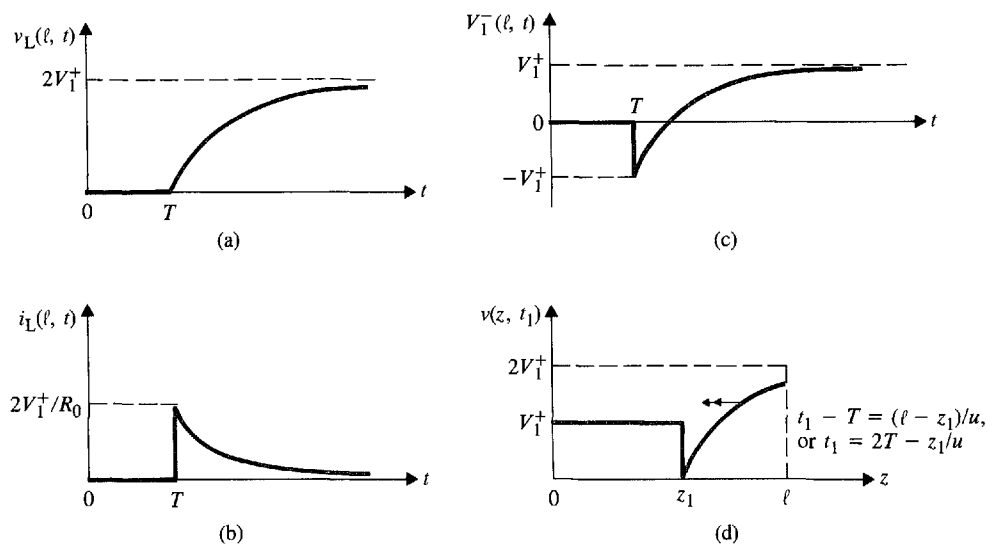 v_L(ℓ, t)
2V_1^+
0
T
t
(a)
V_1^-(ℓ, t)
V_1^+
T
0
t
-V_1^+
(c)
i_L(ℓ, t)
2V_1^+/R_0
0
T
t
(b)
v(z, t_1)
2V_1^+
V_1^+
t_1 - T = (ℓ - z_1)/u,
or t_1 = 2T - z_1/u
0
z_1
ℓ
z
(d)